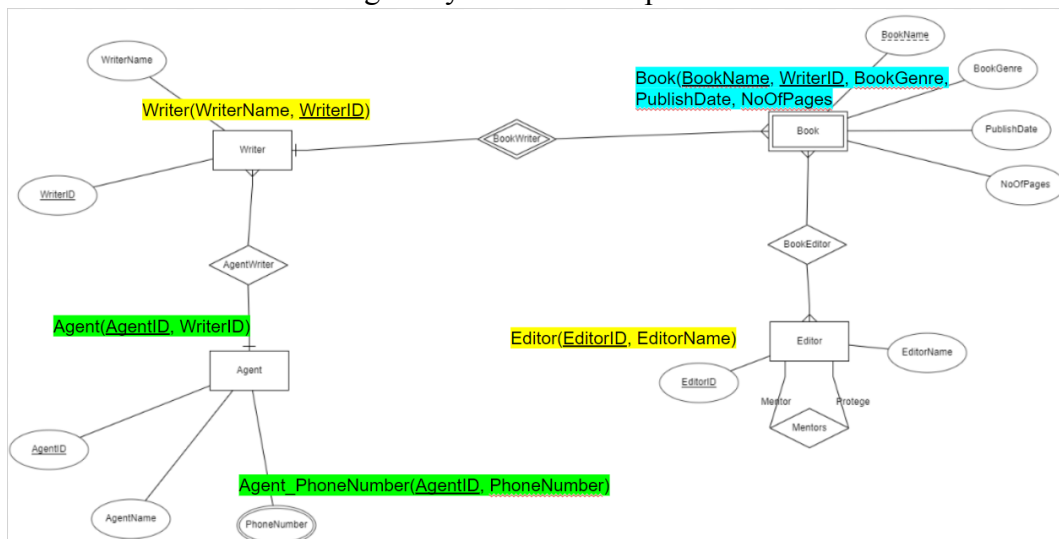 BookName
WriterName
BookGenre
Book(BookName, WriterID, BookGenre,
PublishDate, NoOfPages
Writer(WriterName, WriterID)
Writer
BookWriter
Book
PublishDate
WriterID
NoOfPages
AgentWriter
BookEditor
Agent(AgentID, WriterID)
Editor(EditorID, EditorName)
Editor
EditorName
Agent
EditorID
Mentor
Protege
Mentors
AgentID
Agent_PhoneNumber(AgentID, PhoneNumber)
AgentName
PhoneNumber